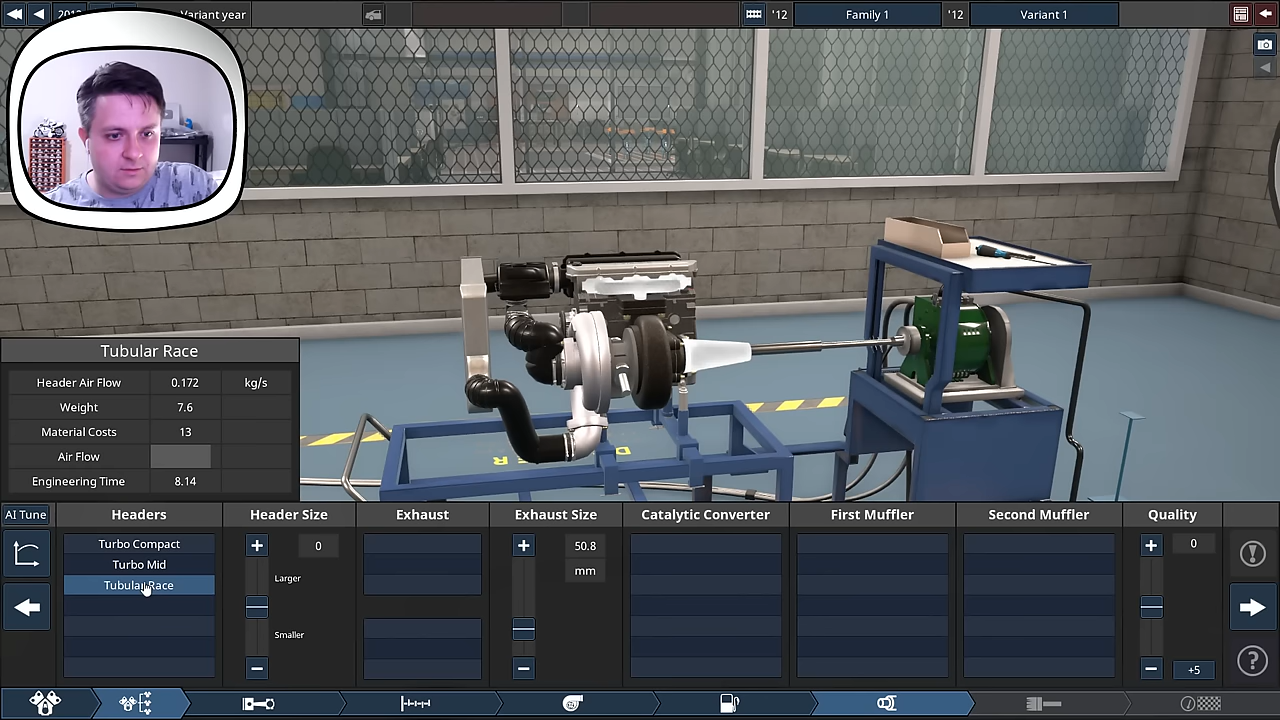 Variant year
'12
Family 1
'12
Variant 1
Tubular Race
Header Air Flow 0.172 kg/s
Weight 7.6
Material Costs 13
Air Flow
Engineering Time 8.14
AI Tune
Headers
Turbo Compact
Turbo Mid
Tubular Race
Header Size
0
Larger
Smaller
Exhaust
Exhaust Size
50.8
mm
Catalytic Converter
First Muffler
Second Muffler
Quality
0
+5